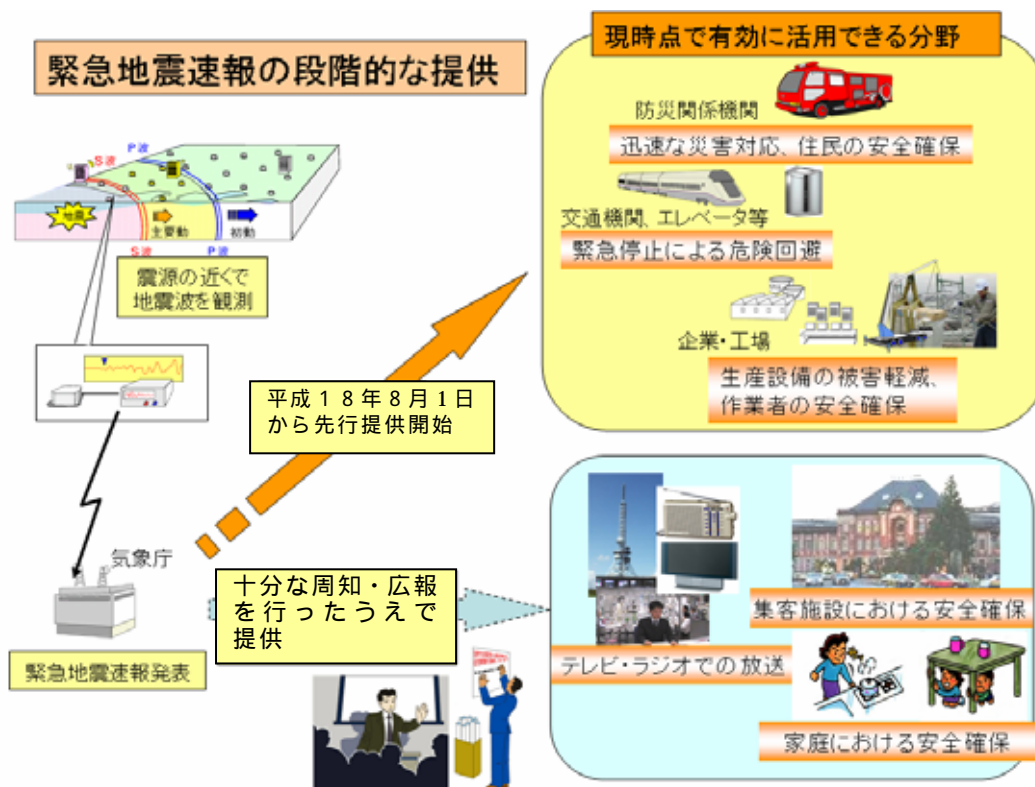 緊急地震速報の段階的な提供
S波
P波
地震
主要動
初動
S波
P波
震源の近くで
地震波を観測
気象庁
緊急地震速報発表
平成18年8月1日
から先行提供開始
十分な周知・広報
を行ったうえで
提供
現時点で有効に活用できる分野
防災関係機関
迅速な災害対応、住民の安全確保
交通機関、エレベータ等
緊急停止による危険回避
企業・工場
生産設備の被害軽減、
作業者の安全確保
テレビ・ラジオでの放送
集客施設における安全確保
家庭における安全確保